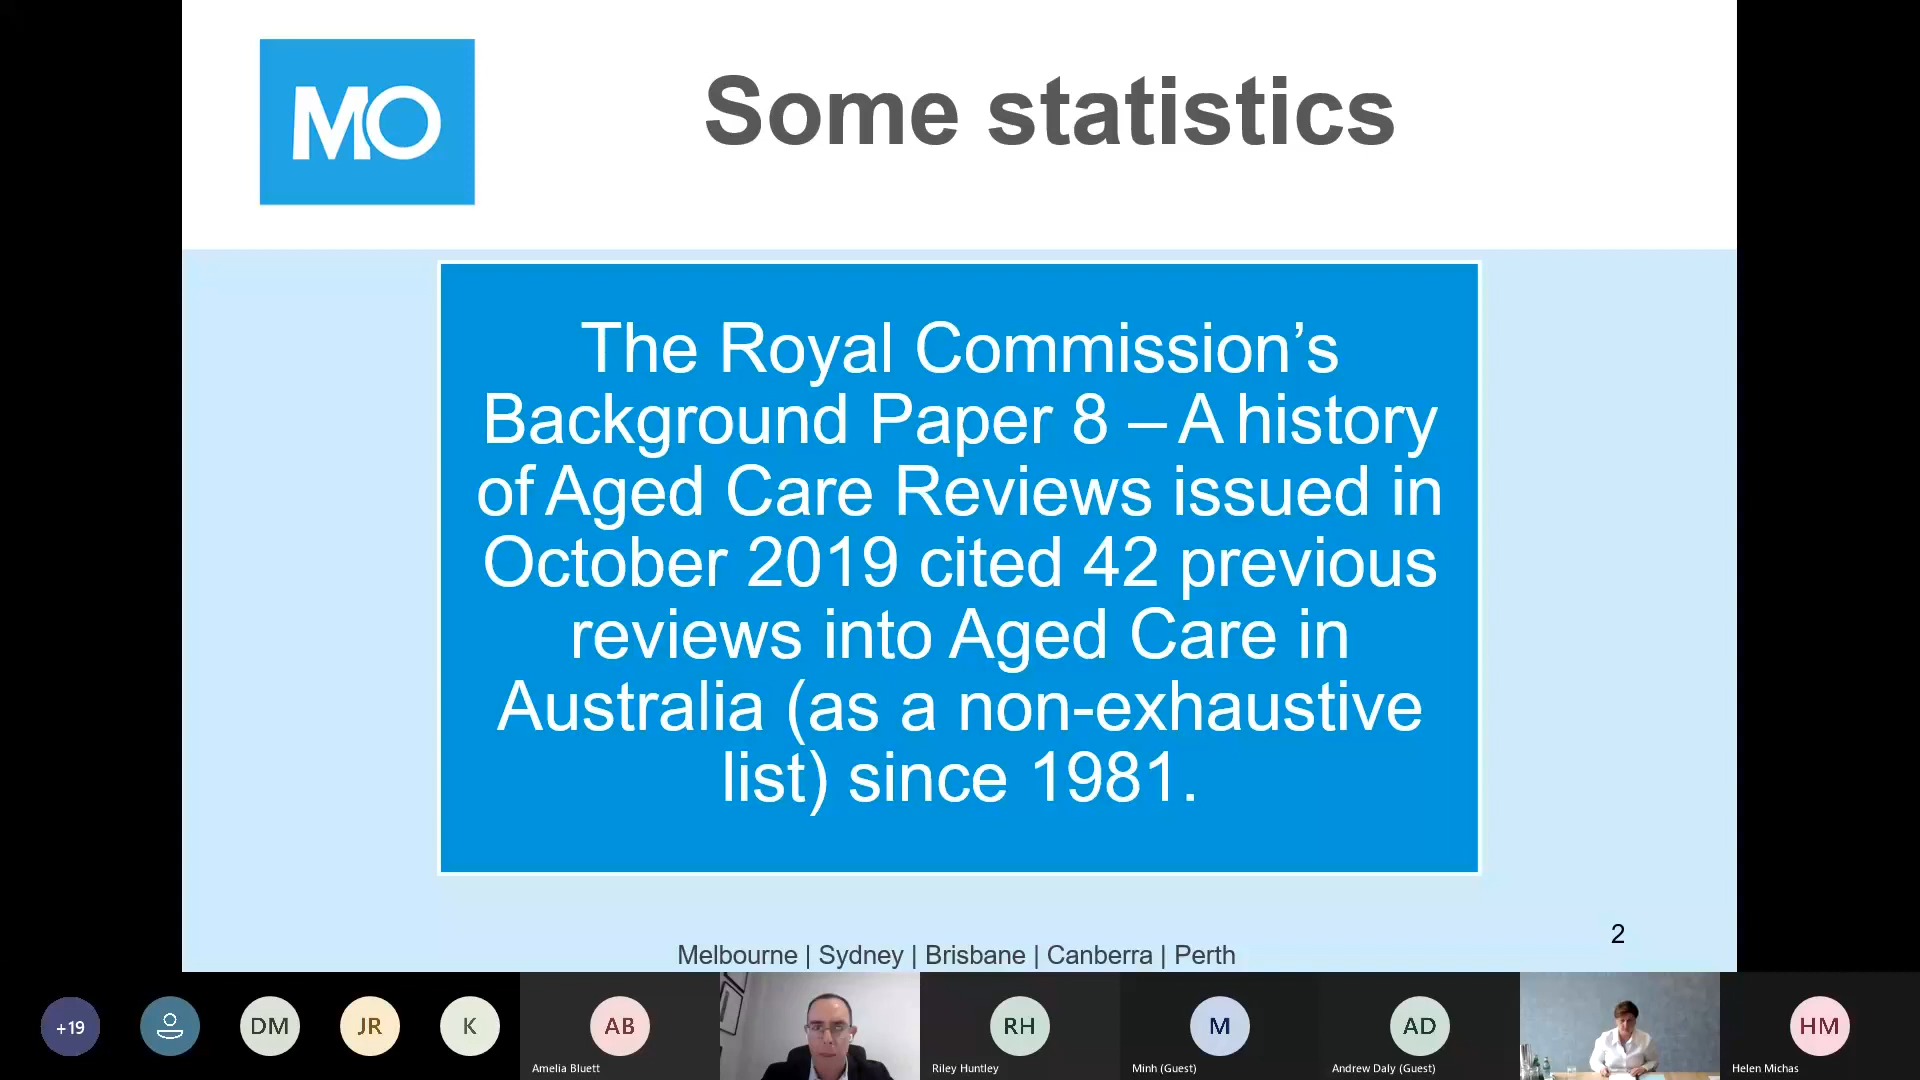 MO
Some statistics
The Royal Commission’s
Background Paper 8 – A history
of Aged Care Reviews issued in
October 2019 cited 42 previous
reviews into Aged Care in
Australia (as a non-exhaustive
list) since 1981.
2
Melbourne | Sydney | Brisbane | Canberra | Perth
+19
DM
JR
K
AB
RH
M
AD
HM
Amelia Bluett
Riley Huntley
Minh (Guest)
Andrew Daly (Guest)
Helen Michas